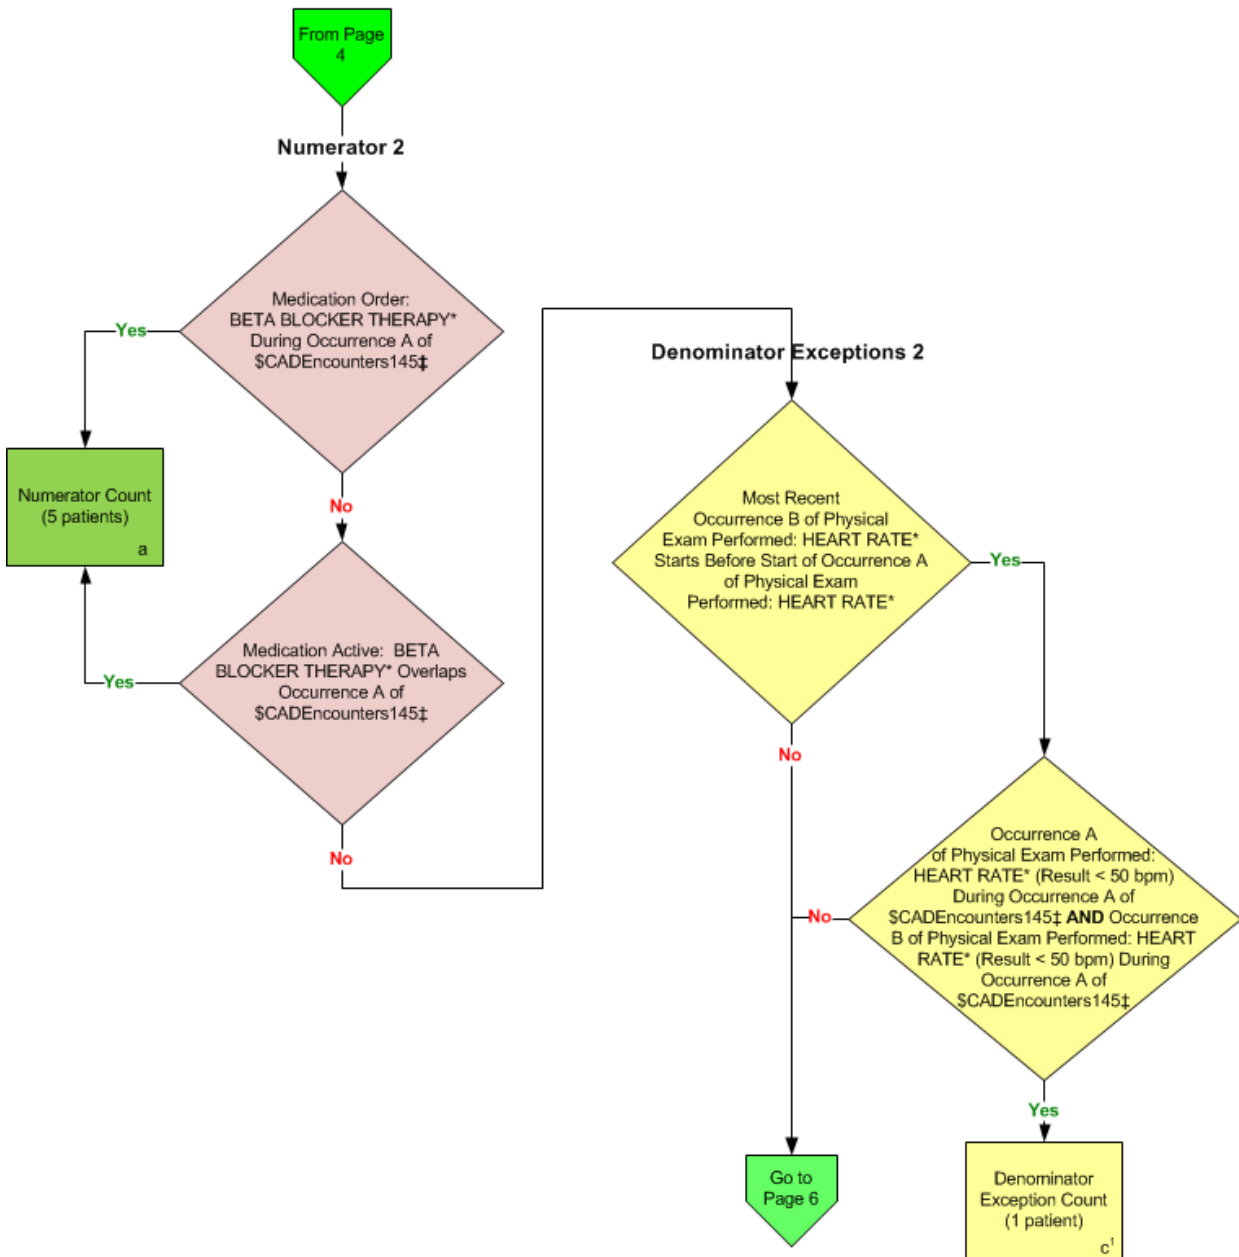 From Page
4
Numerator 2
Medication Order:
BETA BLOCKER THERAPY*
During Occurrence A of
$CADEncounters145‡
Yes
No
Numerator Count
(5 patients)
a
Medication Active: BETA
BLOCKER THERAPY* Overlaps
Occurrence A of
$CADEncounters145‡
Yes
No
Denominator Exceptions 2
Most Recent
Occurrence B of Physical
Exam Performed: HEART RATE*
Starts Before Start of Occurrence A
of Physical Exam
Performed: HEART RATE*
Yes
No
Occurrence A
of Physical Exam Performed:
HEART RATE* (Result < 50 bpm)
During Occurrence A of
$CADEncounters145‡ AND Occurrence
B of Physical Exam Performed: HEART
RATE* (Result < 50 bpm) During
Occurrence A of
$CADEncounters145‡
No
Yes
Go to
Page 6
Denominator
Exception Count
(1 patient)
c¹